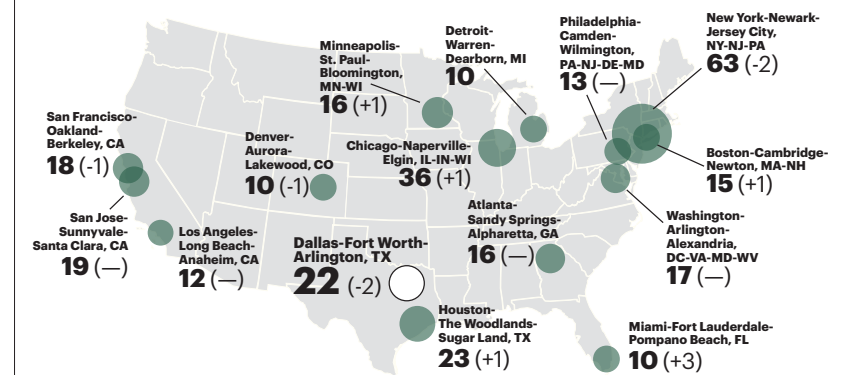 Minneapolis-
St. Paul-
Bloomington,
MN-WI
16 (+1)
Detroit-
Warren-
Dearborn, MI
10
Philadelphia-
Camden-
Wilmington,
PA-NJ-DE-MD
13 (—)
New York-Newark-
Jersey City,
NY-NJ-PA
63 (-2)
San Francisco-
Oakland-
Berkeley, CA
18 (-1)
Denver-
Aurora-
Lakewood, CO
10 (-1)
Chicago-Naperville-
Elgin, IL-IN-WI
36 (+1)
Boston-Cambridge-
Newton, MA-NH
15 (+1)
San Jose-
Sunnyvale-
Santa Clara, CA
19 (—)
Los Angeles-
Long Beach-
Anaheim, CA
12 (—)
Dallas-Fort Worth-
Arlington, TX
22 (-2)
Atlanta-
Sandy Springs-
Alpharetta, GA
16 (—)
Washington-
Arlington-
Alexandria,
DC-VA-MD-WV
17 (—)
Houston-
The Woodlands-
Sugar Land, TX
23 (+1)
Miami-Fort Lauderdale-
Pompano Beach, FL
10 (+3)